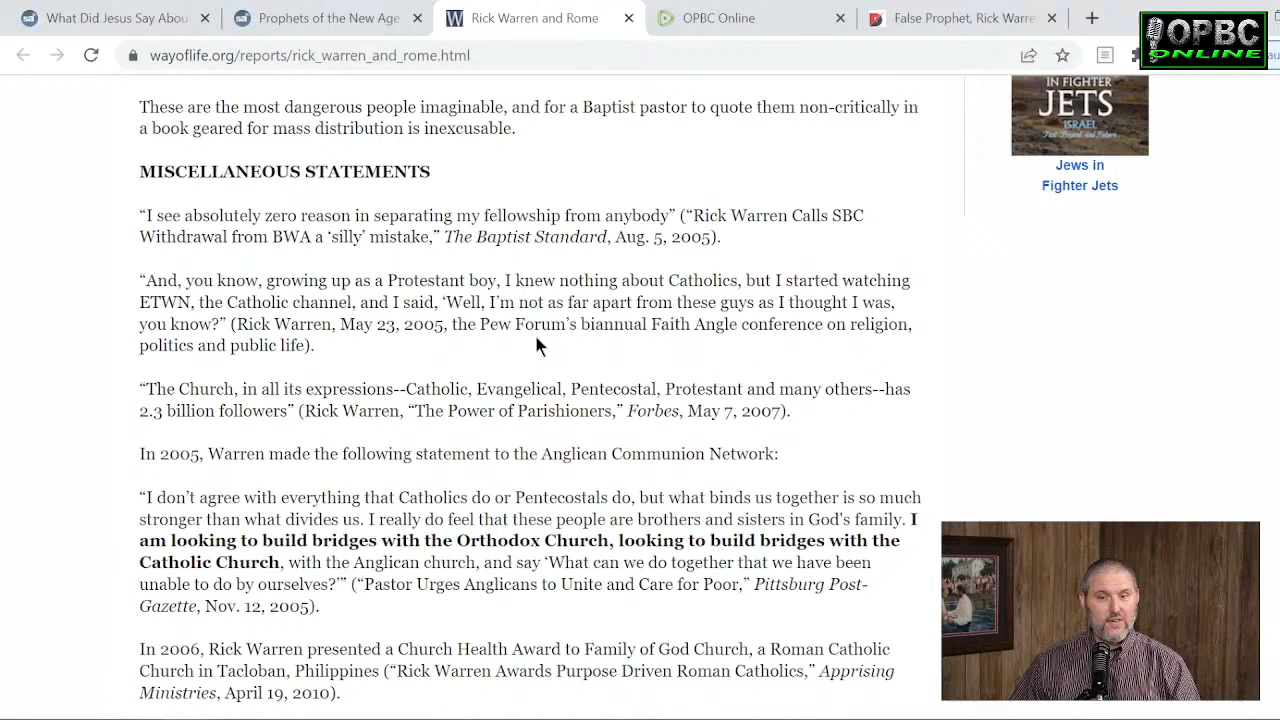 What Did Jesus Say About
Prophets of the New Age
Rick Warren and Rome
OPBC Online
False Prophet, Rick Warre
OPBC
ONLINE
wayoflife.org/reports/rick_warren_and_rome.html
These are the most dangerous popes imaginable, and for a Baptist pastor to quote them non-critically in
a book geared for mass distribution is inexcusable.
MISCELLANEOUS STATEMENTS
“I see absolutely zero reason in separating my fellowship from anybody” (“Rick Warren Calls SBC
Withdrawal from BWA a ‘silly’ mistake,” The Baptist Standard, Aug. 5, 2005).
“And, you know, growing up as a Protestant boy, I knew nothing about Catholics, but I started watching
ETWN, the Catholic channel, and I said, ‘Well, I’m not as far apart from these guys as I thought I was,
you know?” (Rick Warren, May 23, 2005, the Pew Forum’s biannual Faith Angle conference on religion,
politics and public life).
“The Church, in all its expressions--Catholic, Evangelical, Pentecostal, Protestant and many others--has
2.3 billion followers” (Rick Warren, “The Power of Parishioners,” Forbes, May 7, 2007).
In 2005, Warren made the following statement to the Anglican Communion Network:
“I don’t agree with everything that Catholics do or Pentecostals do, but what binds us together is so much
stronger than what divides us. I really do feel that these people are brothers and sisters in God's family. I
am looking to build bridges with the Orthodox Church, looking to build bridges with the
Catholic Church, with the Anglican church, and say ‘What can we do together that we have been
unable to do by ourselves?’” (“Pastor Urges Anglicans to Unite and Care for Poor,” Pittsburg Post-
Gazette, Nov. 12, 2005).
In 2006, Rick Warren presented a Church Health Award to Family of God Church, a Roman Catholic
Church in Tacloban, Philippines (“Rick Warren Awards Purpose Driven Roman Catholics,” Apprising
Ministries, April 19, 2010).
IN FIGHTER
JETS
ISRAEL
Past, Present, and Future
Jews in
Fighter Jets